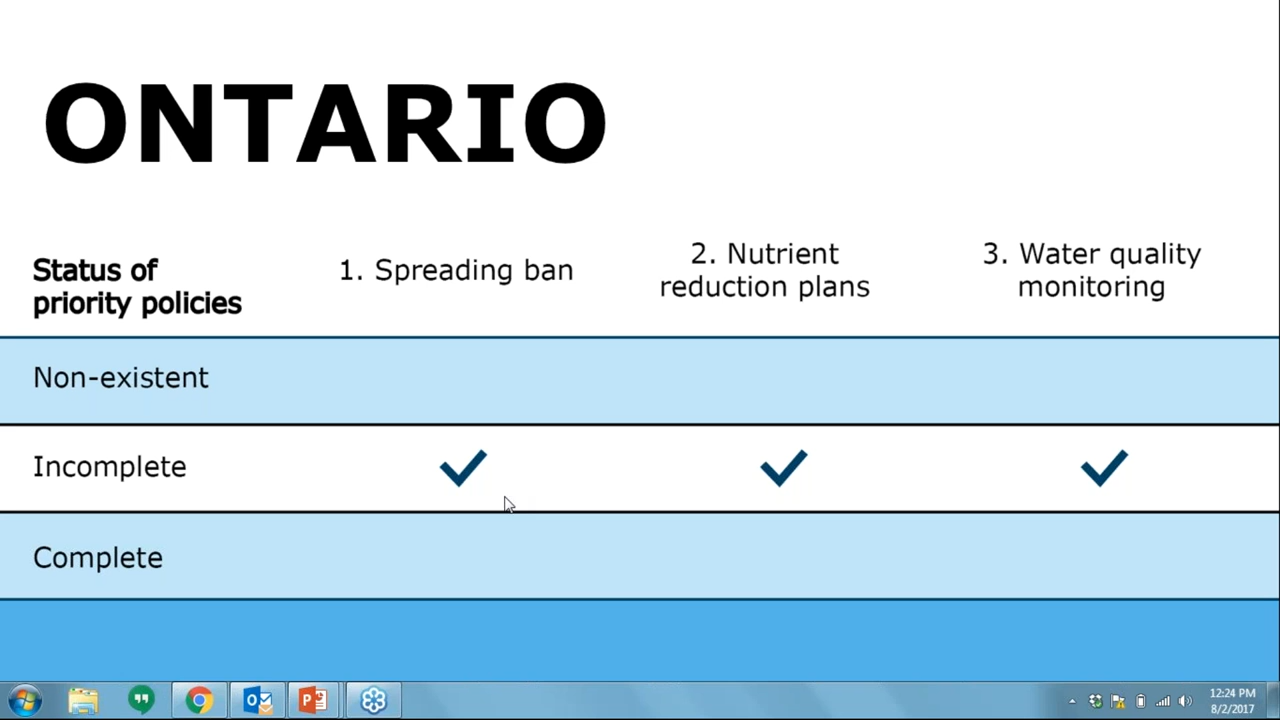 ONTARIO
Status of
priority policies
1. Spreading ban
2. Nutrient
reduction plans
3. Water quality
monitoring
Non-existent
Incomplete
Complete
12:24 PM
8/2/2017